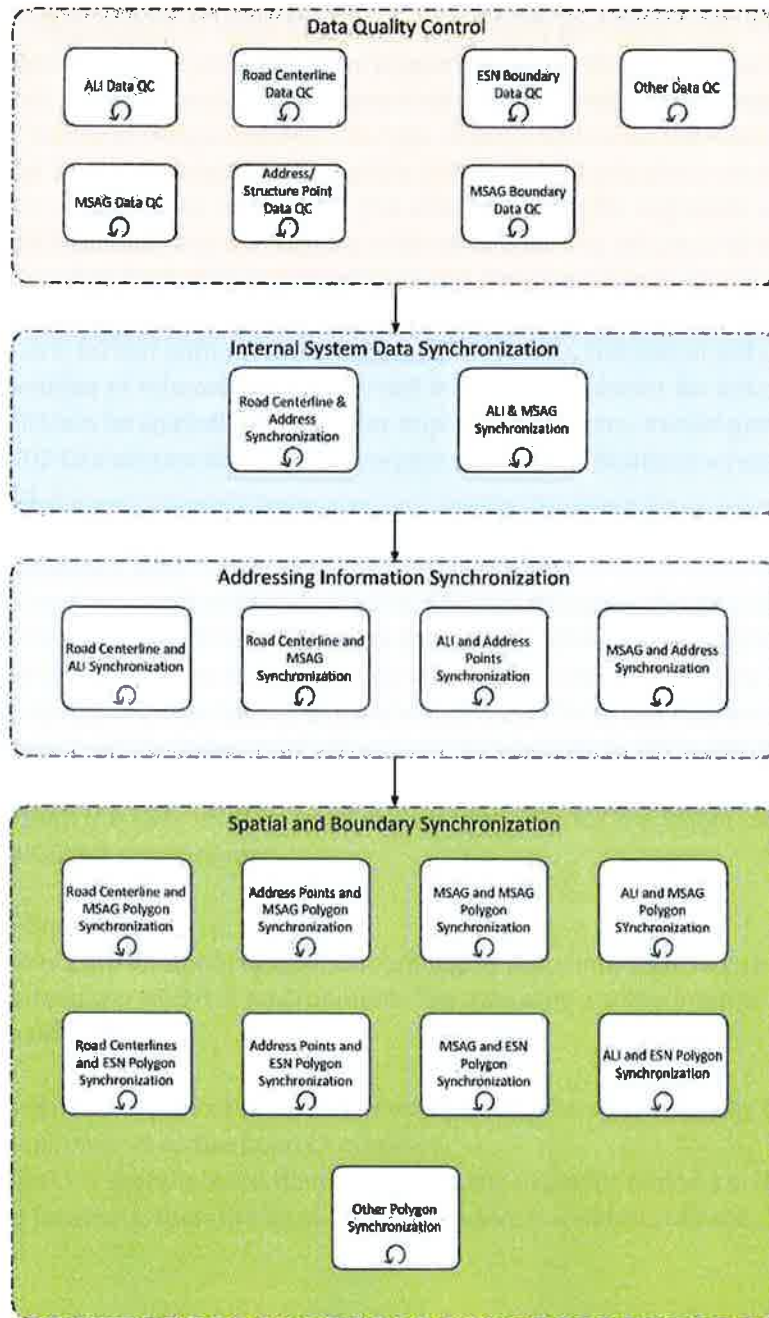 Data Quality Control
ALI Data QC
Road Centerline
Data QC
ESN Boundary
Data QC
Other Data QC
MSAG Data QC
Address/
Structure Point
Data QC
MSAG Boundary
Data QC
Internal System Data Synchronization
Road Centerline &
Address
Synchronization
ALI & MSAG
Synchronization
Addressing Information Synchronization
Road Centerline and
ALI Synchronization
Road Centerline and
MSAG
Synchronization
ALI and Address
Points
Synchronization
MSAG and Address
Synchronization
Spatial and Boundary Synchronization
Road Centerline and
MSAG Polygon
Synchronization
Address Points and
MSAG Polygon
Synchronization
MSAG and MSAG
Polygon
Synchronization
ALI and MSAG
Polygon
SYnchronization
Road Centerlines
and ESN Polygon
Synchronization
Address Points and
ESN Polygon
Synchronization
MSAG and ESN
Polygon
Synchronization
ALI and ESN Polygon
Synchronization
Other Polygon
Synchronization